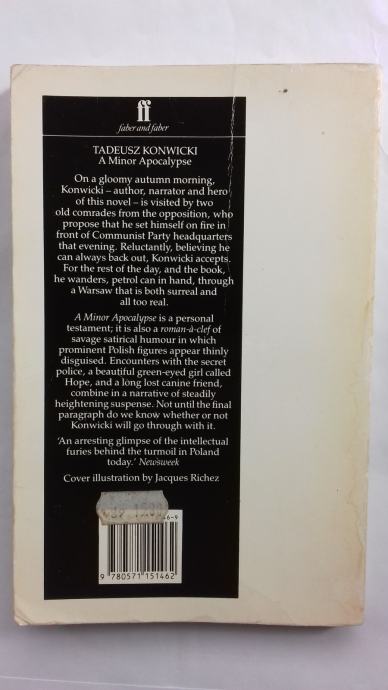 ff
faber and faber
TADEUSZ KONWICKI
A Minor Apocalypse
On a gloomy autumn morning,
Konwicki – author, narrator and hero
of this novel – is visited by two
old comrades from the opposition, who
propose that he set himself on fire in
front of Communist Party headquarters
that evening. Reluctantly, believing he
can always back out, Konwicki accepts.
For the rest of the day, and the book,
he wanders, petrol can in hand, through
a Warsaw that is both surreal and
all too real.
A Minor Apocalypse is a personal
testament; it is also a roman-à-clef of
savage satirical humour in which
prominent Polish figures appear thinly
disguised. Encounters with the secret
police, a beautiful green-eyed girl called
Hope, and a long lost canine friend,
combine in a narrative of steadily
heightening suspense. Not until the final
paragraph do we know whether or not
Konwicki will go through with it.
'An arresting glimpse of the intellectual
furies behind the turmoil in Poland
today.' Newsweek
Cover illustration by Jacques Richez
6-9
9 780571 151462